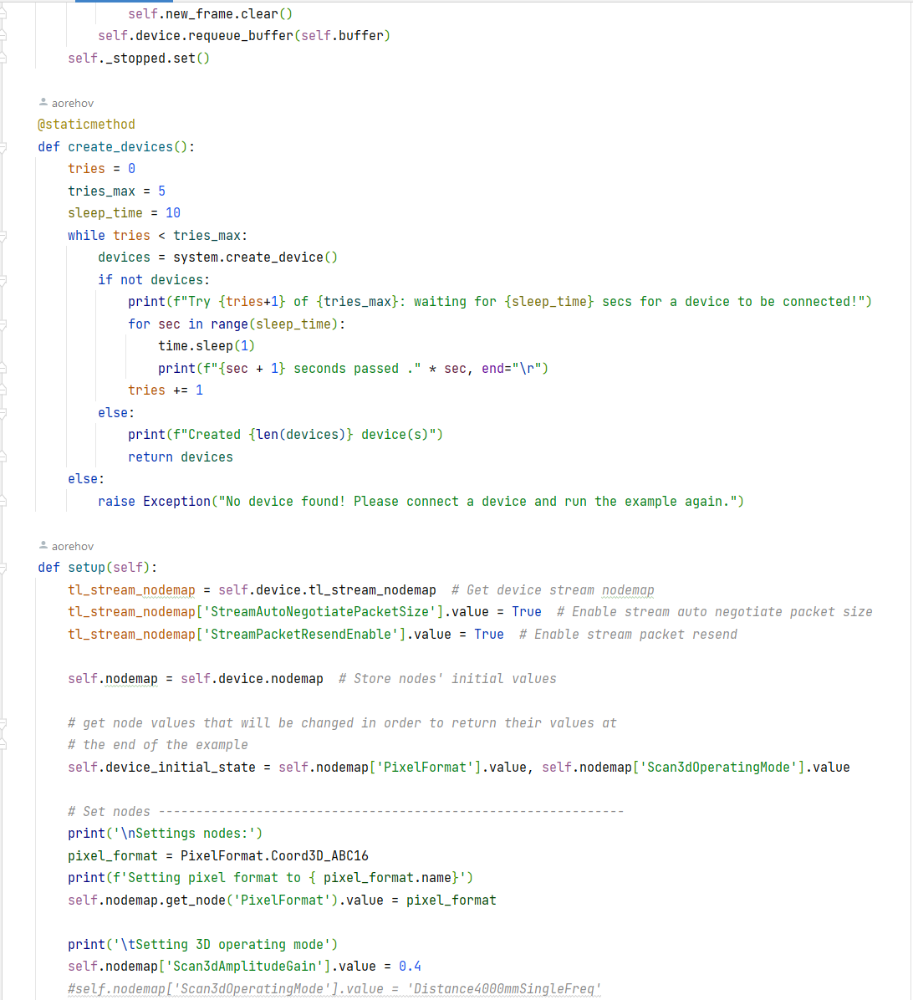 self.new_frame.clear()
        self.device.requeue_buffer(self.buffer)
    self._stopped.set()

aorehov
@staticmethod
def create_devices():
    tries = 0
    tries_max = 5
    sleep_time = 10
    while tries < tries_max:
        devices = system.create_device()
        if not devices:
            print(f"Try {tries+1} of {tries_max}: waiting for {sleep_time} secs for a device to be connected!")
            for sec in range(sleep_time):
                time.sleep(1)
                print(f"{sec + 1} seconds passed ." * sec, end="\r")
            tries += 1
        else:
            print(f"Created {len(devices)} device(s)")
            return devices
    else:
        raise Exception("No device found! Please connect a device and run the example again.")

aorehov
def setup(self):
    tl_stream_nodemap = self.device.tl_stream_nodemap  # Get device stream nodemap
    tl_stream_nodemap['StreamAutoNegotiatePacketSize'].value = True  # Enable stream auto negotiate packet size
    tl_stream_nodemap['StreamPacketResendEnable'].value = True  # Enable stream packet resend

    self.nodemap = self.device.nodemap  # Store nodes' initial values

    # get node values that will be changed in order to return their values at
    # the end of the example
    self.device_initial_state = self.nodemap['PixelFormat'].value, self.nodemap['Scan3dOperatingMode'].value

    # Set nodes --------------------------------------------------------------
    print('\nSettings nodes:')
    pixel_format = PixelFormat.Coord3D_ABC16
    print(f'Setting pixel format to { pixel_format.name}')
    self.nodemap.get_node('PixelFormat').value = pixel_format

    print('\tSetting 3D operating mode')
    self.nodemap['Scan3dAmplitudeGain'].value = 0.4
    #self.nodemap['Scan3dOperatingMode'].value = 'Distance4000mmSingleFreq'